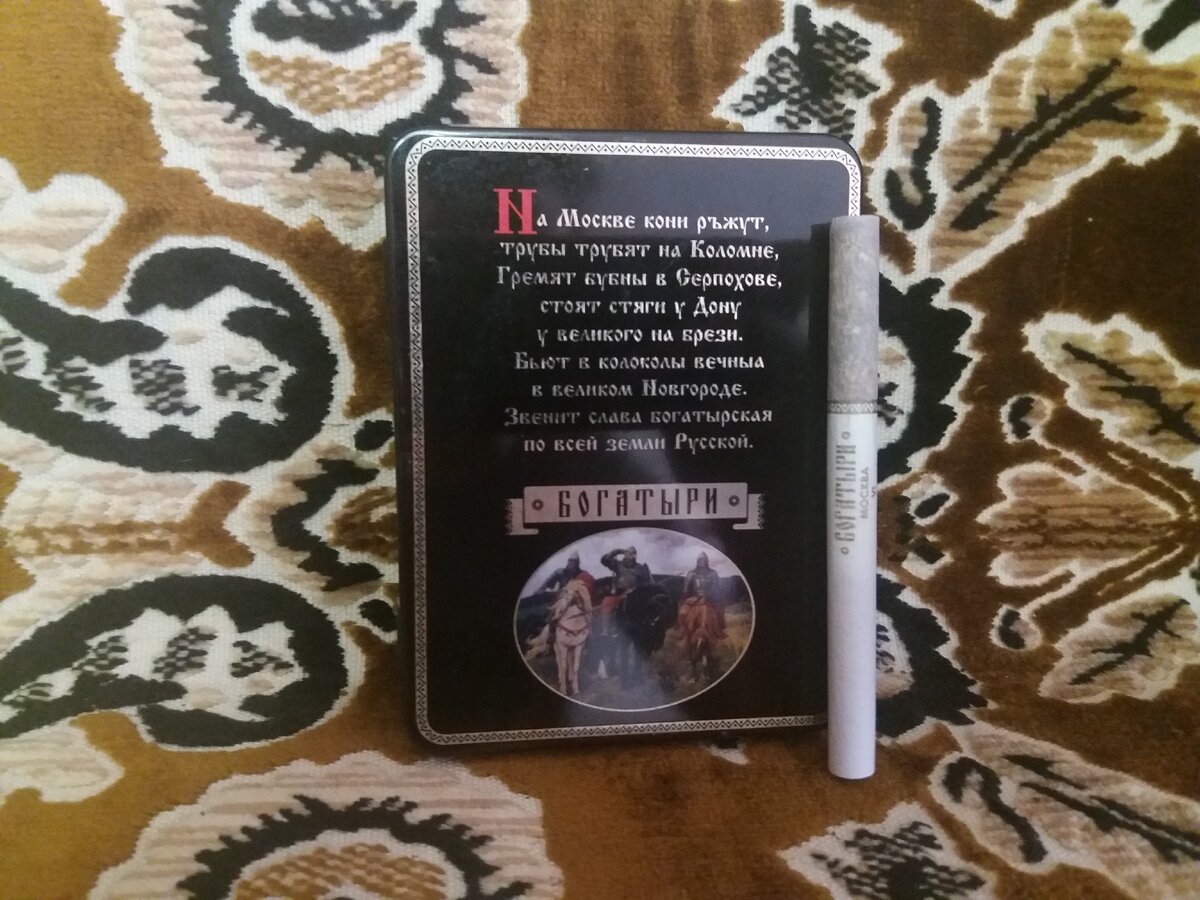 На Москве кони ръжут,
трубы трубят на Коломне,
Гремят бубны в Серпохове,
стоят стяги у Дону
у великого на брези.
Бьют в колоколы вечныа
в великом Новгороде.
Звенит слава богатырская
по всей земли Русской.
БОГАТЫРИ
БОГАТЫРИ
МОСКВА